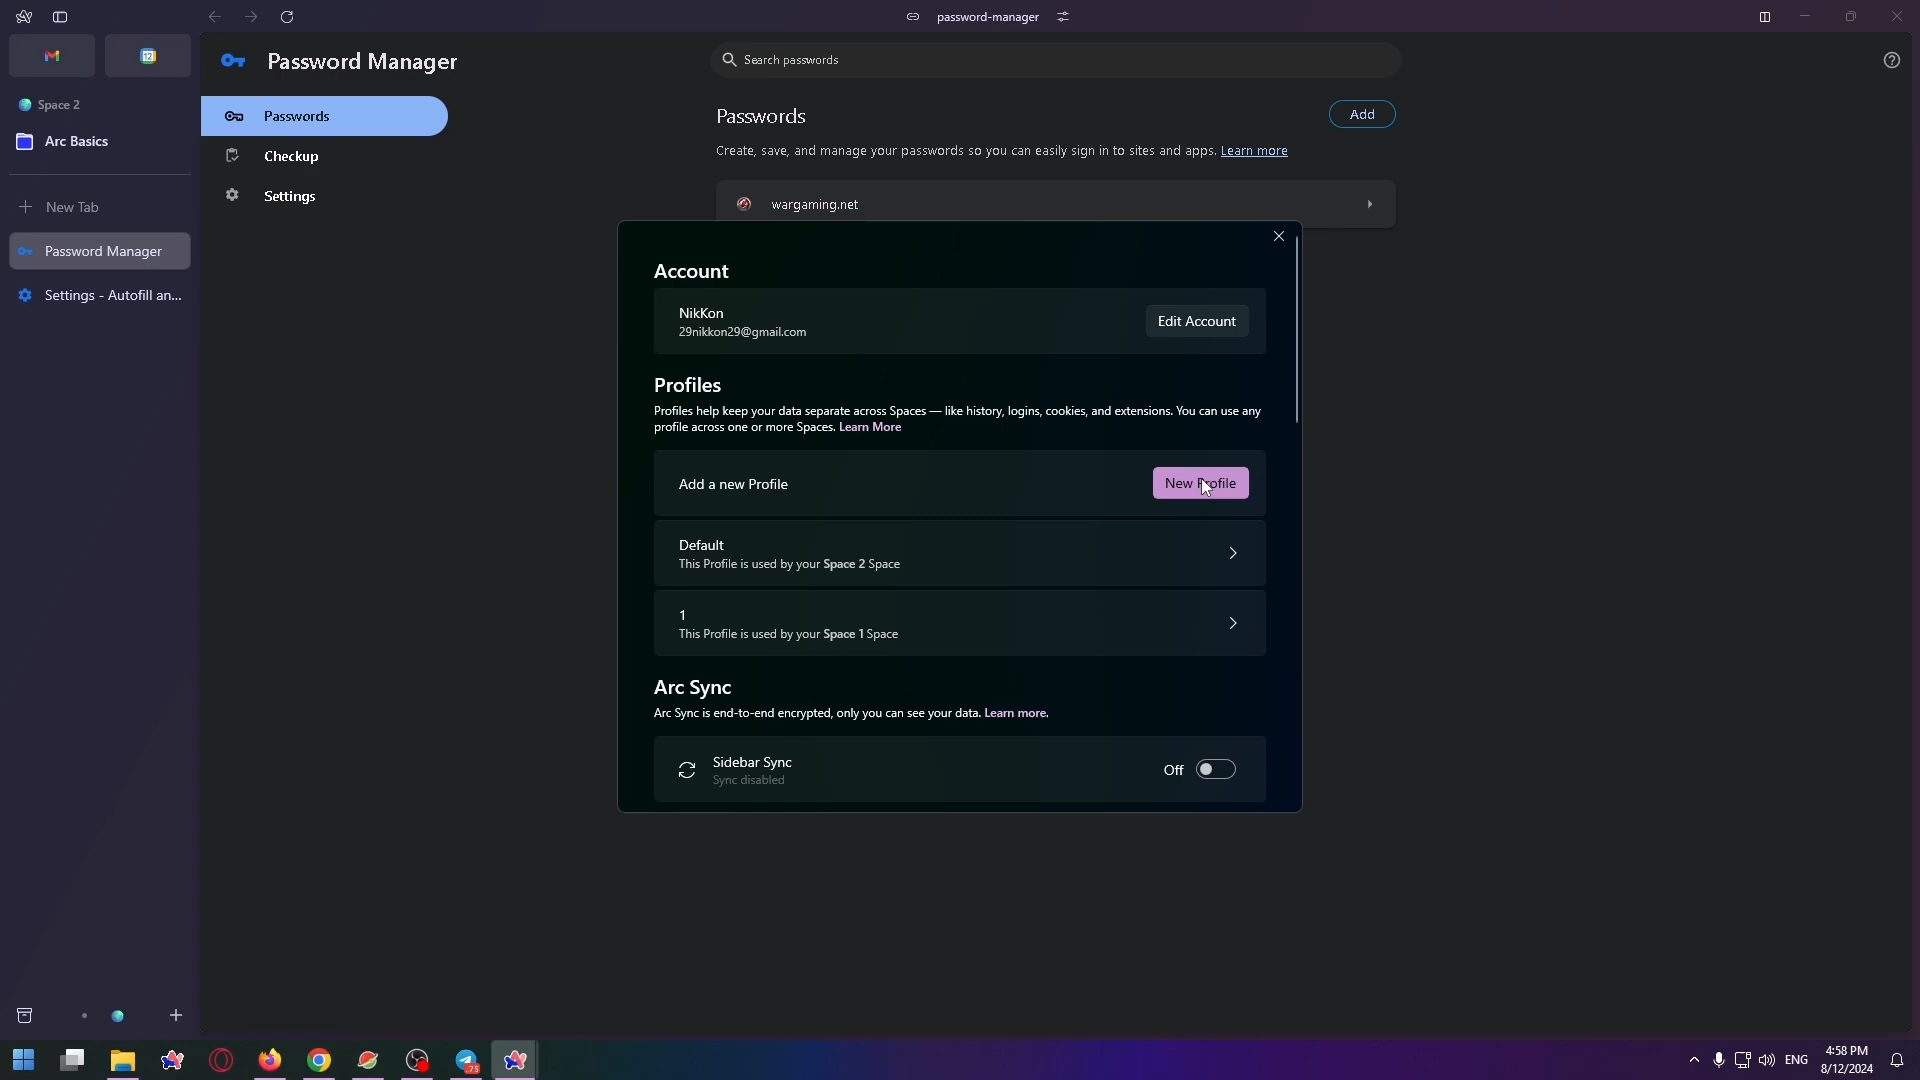 password-manager
12
Space 2
Arc Basics
New Tab
Password Manager
Settings - Autofill an...
Password Manager
Passwords
Checkup
Settings
Search passwords
Passwords
Add
Create, save, and manage your passwords so you can easily sign in to sites and apps. Learn more
wargaming.net
Account
NikKon
29nikkon29@gmail.com
Edit Account
Profiles
Profiles help keep your data separate across Spaces — like history, logins, cookies, and extensions. You can use any
profile across one or more Spaces. Learn More
Add a new Profile
New Profile
Default
This Profile is used by your Space 2 Space
1
This Profile is used by your Space 1 Space
Arc Sync
Arc Sync is end-to-end encrypted, only you can see your data. Learn more.
Sidebar Sync
Sync disabled
Off
.75
ENG
4:58 PM
8/12/2024